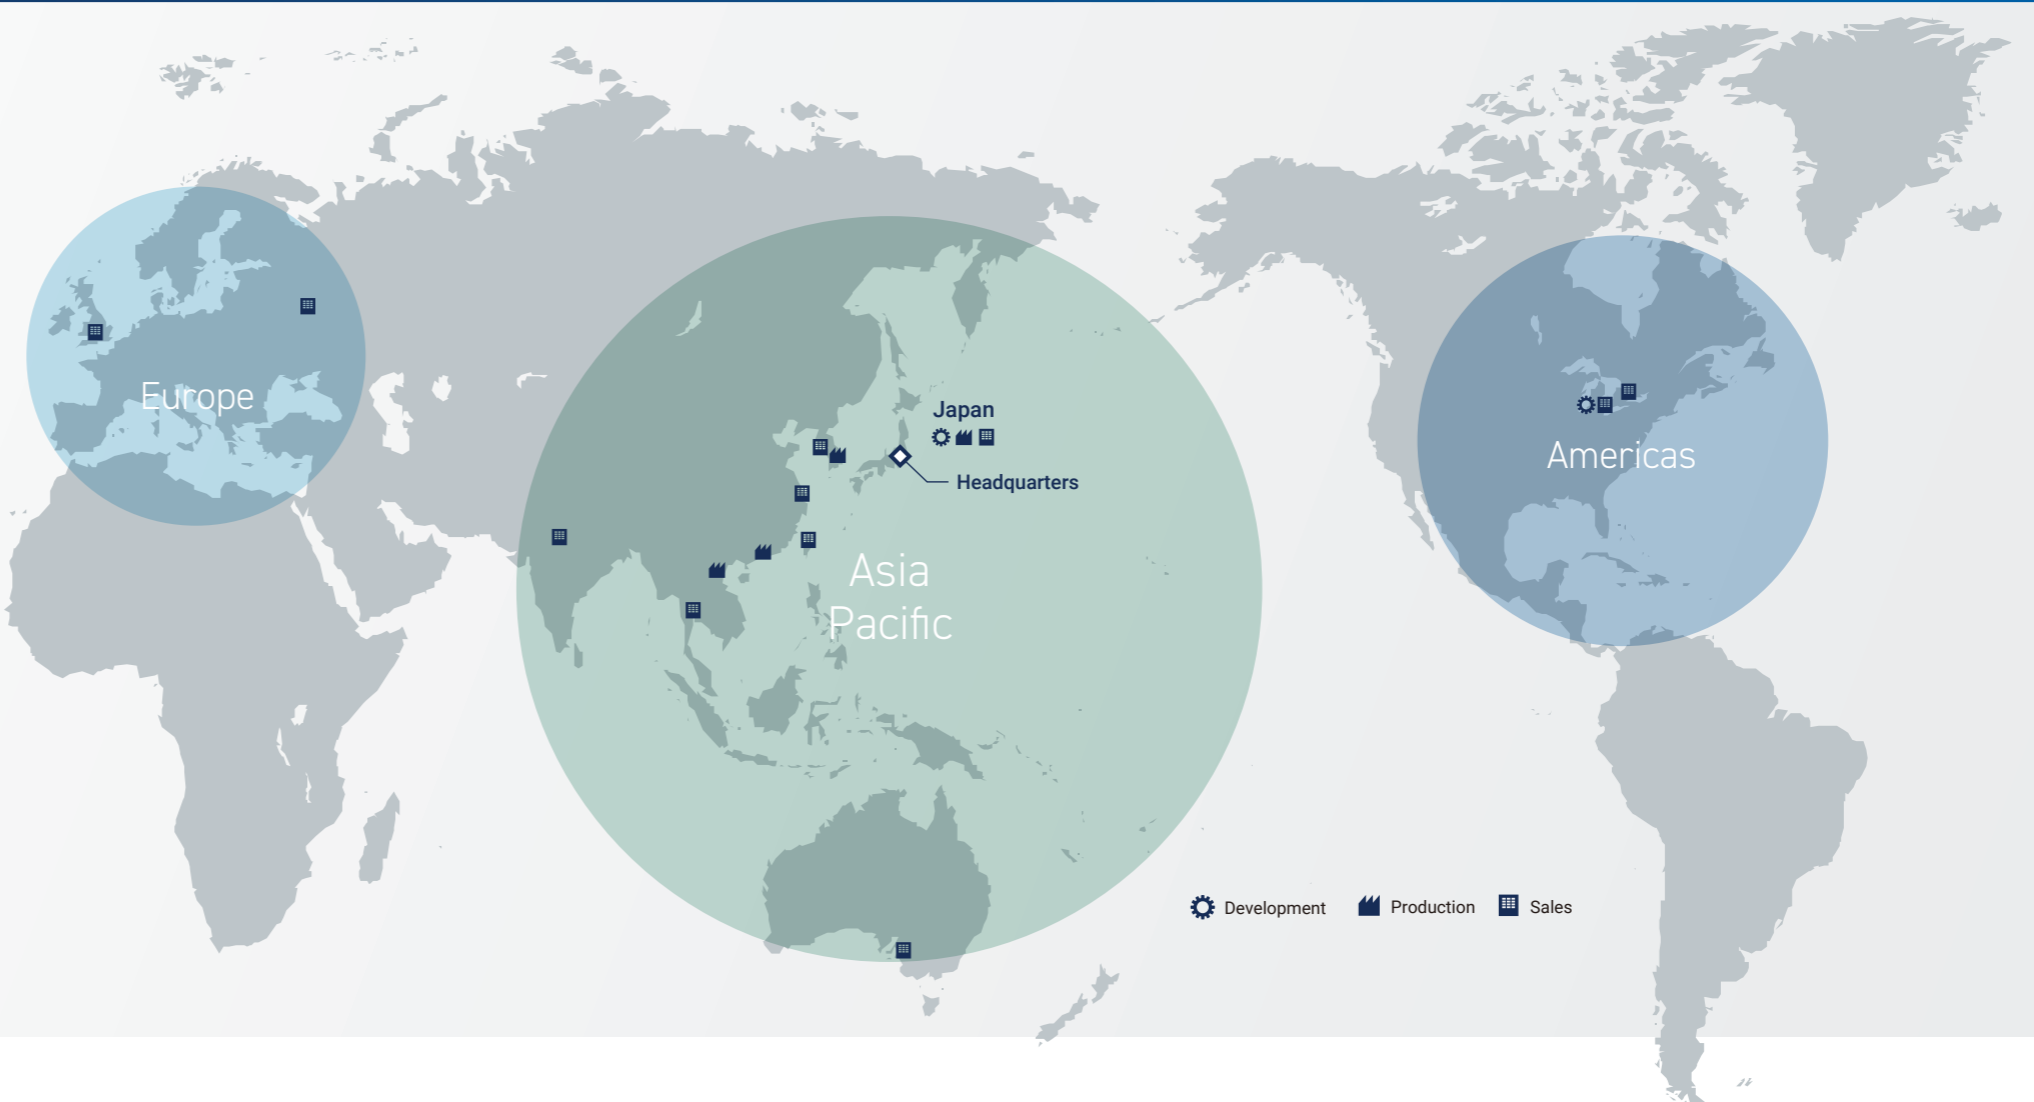 Europe
Japan
Headquarters
Asia
Pacific
Americas
Development
Production
Sales